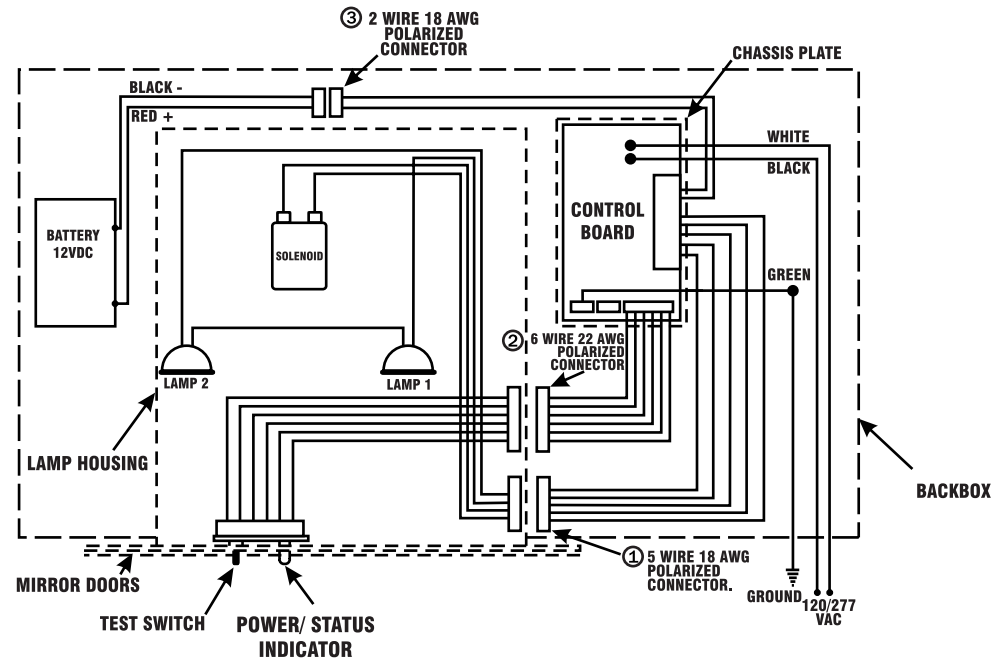 ③ 2 WIRE 18 AWG
POLARIZED
CONNECTOR
CHASSIS PLATE
BLACK -
RED +
WHITE
BLACK
CONTROL
BOARD
BATTERY
12VDC
SOLENOID
GREEN
② 6 WIRE 22 AWG
POLARIZED
CONNECTOR
LAMP 2
LAMP 1
LAMP HOUSING
BACKBOX
① 5 WIRE 18 AWG
POLARIZED
CONNECTOR.
MIRROR DOORS
GROUND
120/277
VAC
TEST SWITCH
POWER/ STATUS
INDICATOR